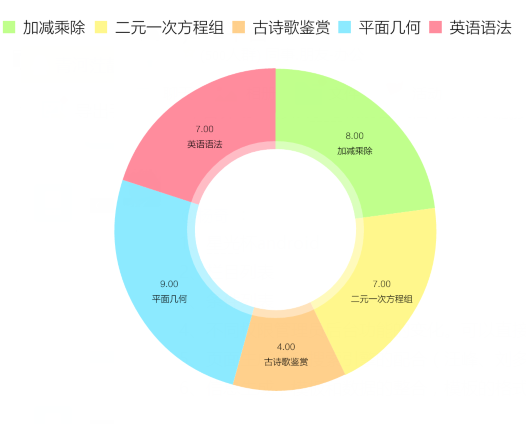 加减乘除 二元一次方程组 古诗歌鉴赏 平面几何 英语语法
7.00
英语语法
8.00
加减乘除
9.00
平面几何
7.00
二元一次方程组
4.00
古诗歌鉴赏